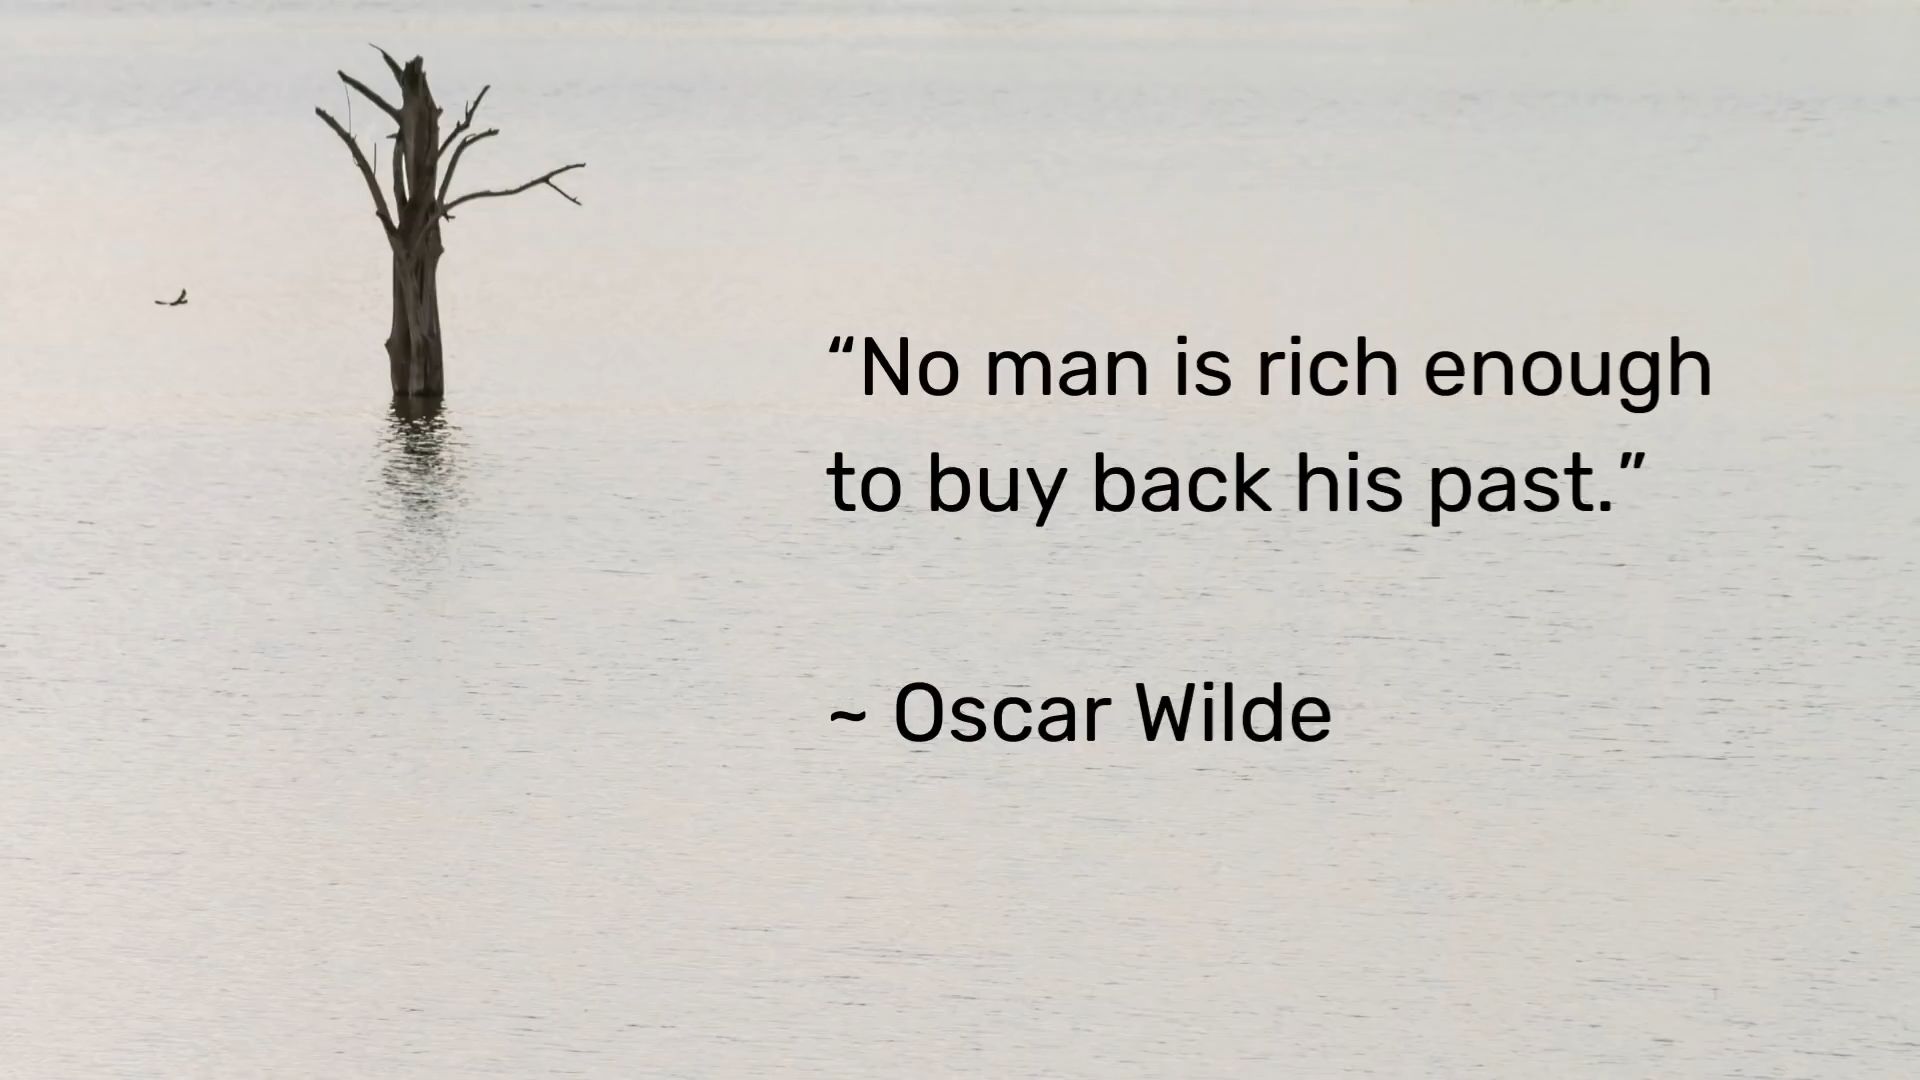 “No man is rich enough
to buy back his past.”
~ Oscar Wilde